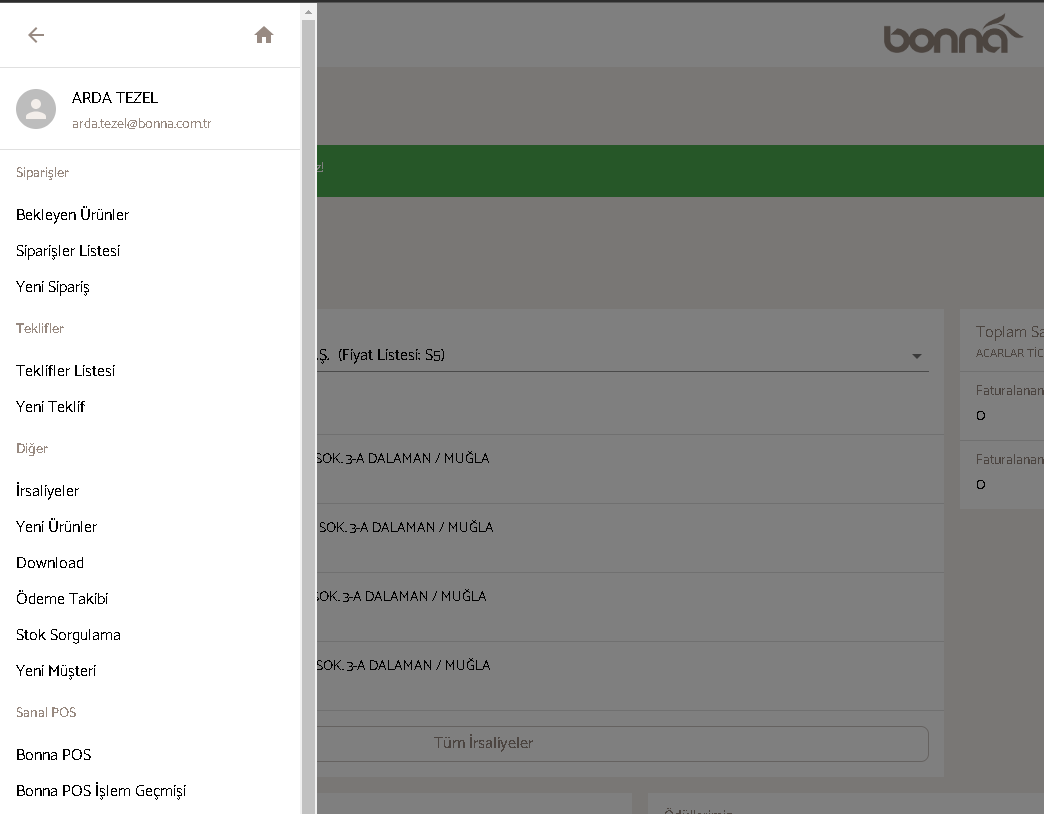 bonna
ARDA TEZEL
arda.tezel@bonna.com.tr
Siparişler
Bekleyen Ürünler
Siparişler Listesi
Yeni Sipariş
Teklifler
Teklifler Listesi
Yeni Teklif
Diğer
İrsaliyeler
Yeni Ürünler
Download
Ödeme Takibi
Stok Sorgulama
Yeni Müşteri
Sanal POS
Bonna POS
Bonna POS İşlem Geçmişi
.Ş. (Fiyat Listesi: S5)
SOK. 3-A DALAMAN / MUĞLA
SOK. 3-A DALAMAN / MUĞLA
SOK. 3-A DALAMAN / MUĞLA
SOK. 3-A DALAMAN / MUĞLA
Tüm İrsaliyeler
Toplam Sa
ACARLAR TİC
Faturalanan
0
Faturalanan
0
Ödüllerimiz